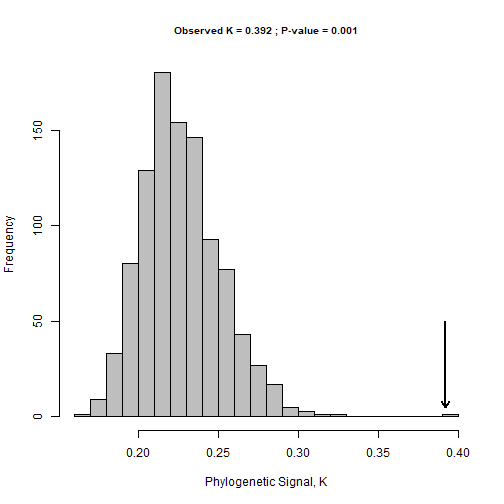 Observed K = 0.392 ; P-value = 0.001
Frequency
150
100
50
0
0.20 0.25 0.30 0.35 0.40
Phylogenetic Signal, K